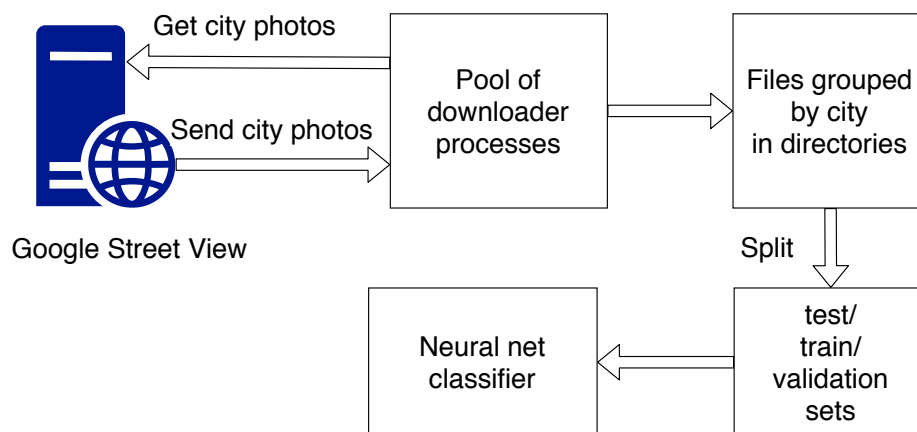 Get city photos
Send city photos
Google Street View
Pool of
downloader
processes
Files grouped
by city
in directories
Split
test/
train/
validation
sets
Neural net
classifier